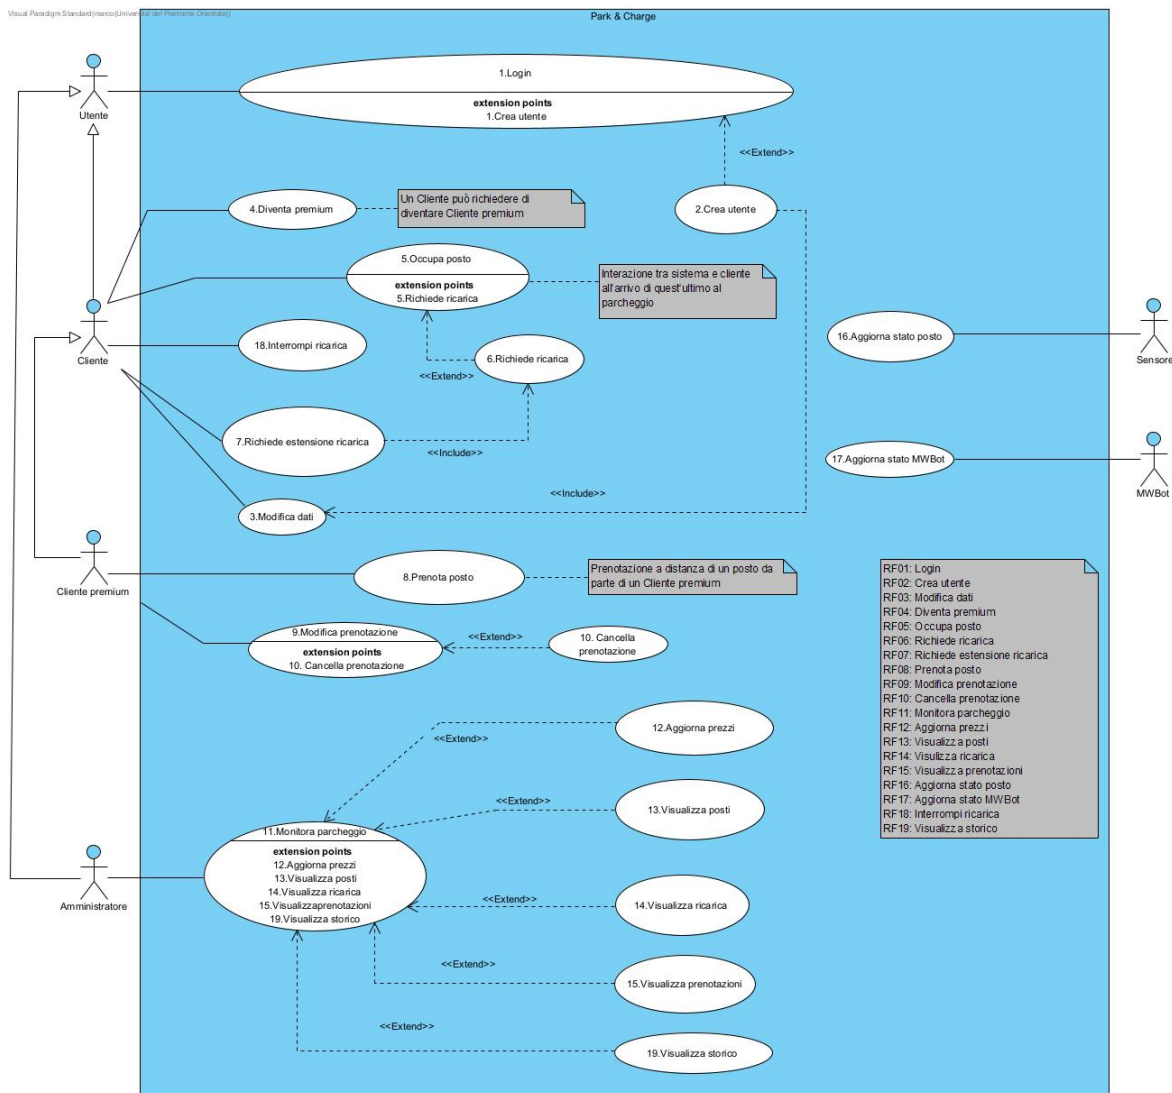 Visual Paradigm Standard(marco(Università del Piemonte Orientale))
Park & Charge
1.Login
extension points
1.Crea utente
Utente
<<Extend>>
4.Diventa premium
Un Cliente può richiedere di
diventare Cliente premium
2.Crea utente
5.Occupa posto
extension points
5.Richiede ricarica
Interazione tra sistema e cliente
all'arrivo di quest'ultimo al
parcheggio
Cliente
18.Interrompi ricarica
6.Richiede ricarica
<<Extend>>
16.Aggiorna stato posto
Sensore
7.Richiede estensione ricarica
<<Include>>
17.Aggiorna stato MWBot
MWBot
<<Include>>
3.Modifica dati
Cliente premium
8.Prenota posto
Prenotazione a distanza di un posto da
parte di un Cliente premium
9.Modifica prenotazione
extension points
10. Cancella prenotazione
<<Extend>>
10. Cancella
prenotazione
RF01: Login
RF02: Crea utente
RF03: Modifica dati
RF04: Diventa premium
RF05: Occupa posto
RF06: Richiede ricarica
RF07: Richiede estensione ricarica
RF08: Prenota posto
RF09: Modifica prenotazione
RF10: Cancella prenotazione
RF11: Monitora parcheggio
RF12: Aggiorna prezzi
RF13: Visualizza posti
RF14: Visulizza ricarica
RF15: Visualizza prenotazioni
RF16: Aggiorna stato posto
RF17: Aggiorna stato MWBot
RF18: Interrompi ricarica
RF19: Visualizza storico
<<Extend>>
12.Aggiorna prezzi
<<Extend>>
13.Visualizza posti
11.Monitora parcheggio
extension points
12.Aggiorna prezzi
13.Visualizza posti
14.Visualizza ricarica
15.Visualizzaprenotazioni
19.Visualizza storico
Amministratore
<<Extend>>
14.Visualizza ricarica
<<Extend>>
15.Visualizza prenotazioni
<<Extend>>
19.Visualizza storico